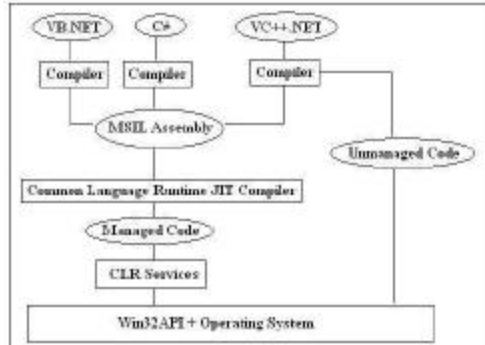 VB.NET
C#
VC++.NET
Compiler
Compiler
Compiler
MSIL Assembly
Unmanaged Code
Common Language Runtime JIT Compiler
Managed Code
CLR Services
Win32API + Operating System